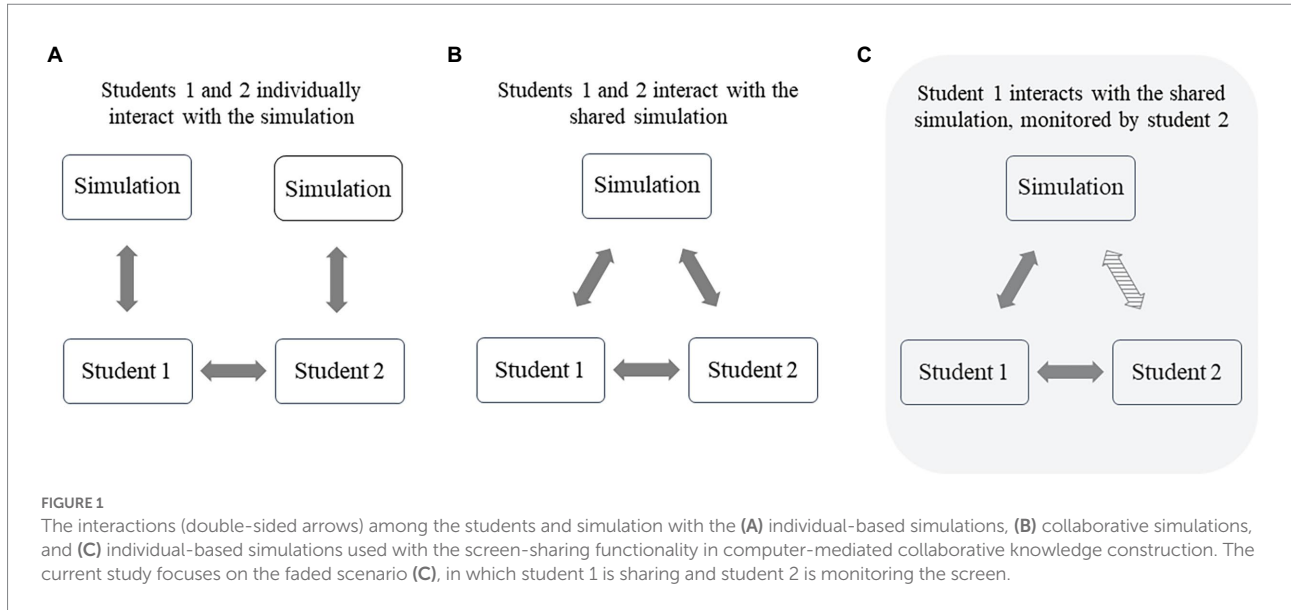 A
Students 1 and 2 individually
interact with the simulation
Simulation
Simulation
Student 1
Student 2
B
Students 1 and 2 interact with the
shared simulation
Simulation
Student 1
Student 2
C
Student 1 interacts with the shared
simulation, monitored by student 2
Simulation
Student 1
Student 2
FIGURE 1
The interactions (double-sided arrows) among the students and simulation with the (A) individual-based simulations, (B) collaborative simulations,
and (C) individual-based simulations used with the screen-sharing functionality in computer-mediated collaborative knowledge construction. The
current study focuses on the faded scenario (C), in which student 1 is sharing and student 2 is monitoring the screen.